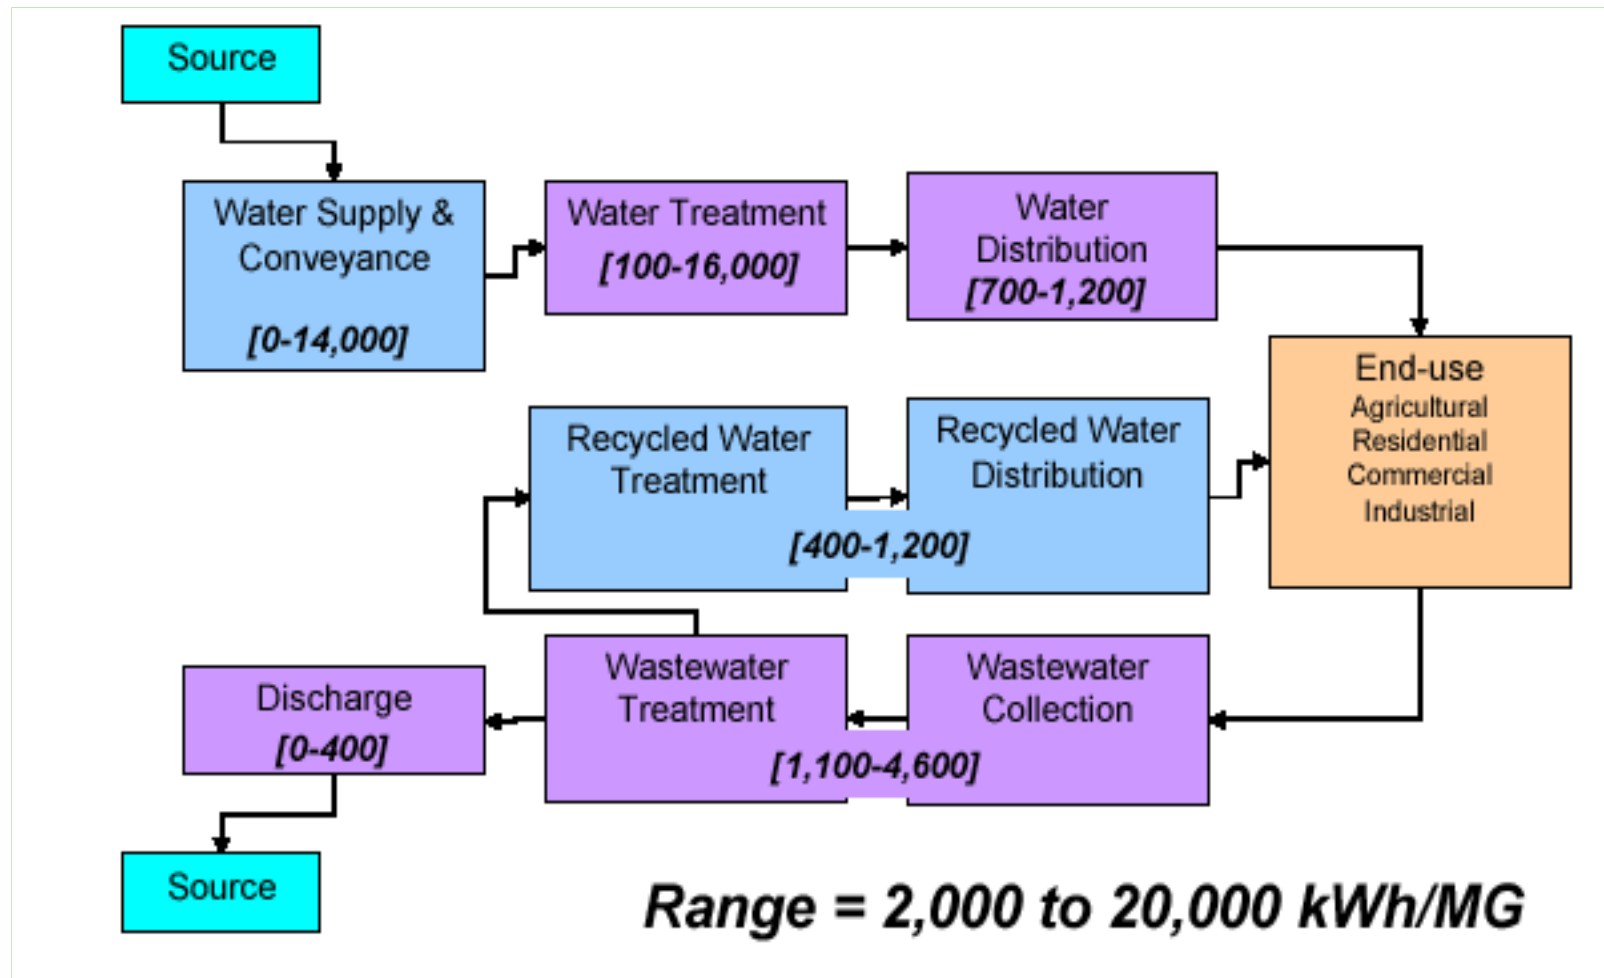 Source
Water Supply &
Conveyance
[0-14,000]
Water Treatment
[100-16,000]
Water
Distribution
[700-1,200]
End-use
Agricultural
Residential
Commercial
Industrial
Recycled Water
Treatment
Recycled Water
Distribution
[400-1,200]
Wastewater
Treatment
Wastewater
Collection
[1,100-4,600]
Discharge
[0-400]
Source
Range = 2,000 to 20,000 kWh/MG